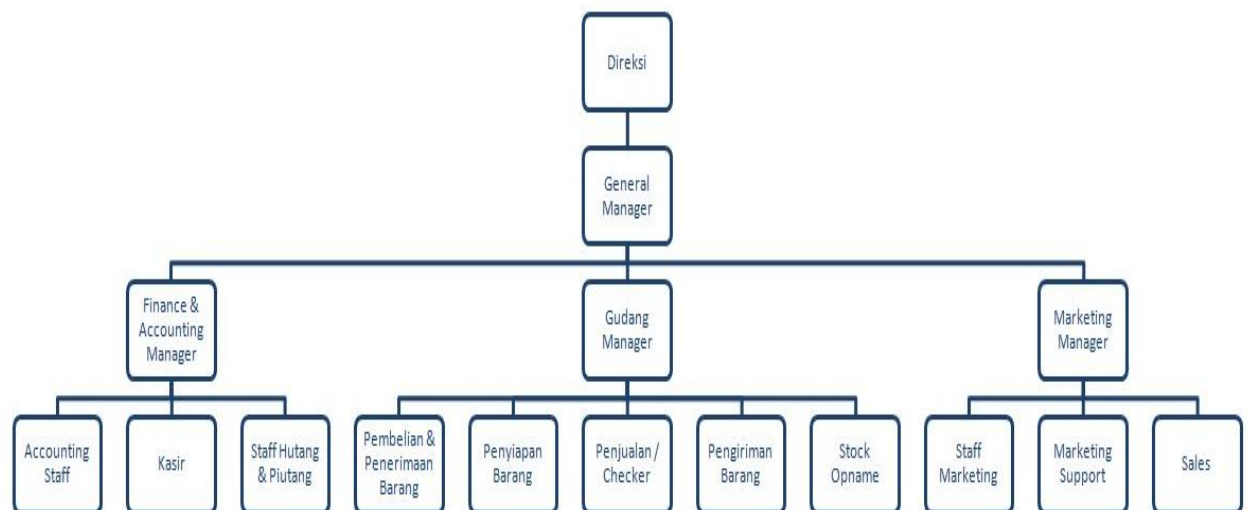 Direksi
General
Manager
Finance &
Accounting
Manager
Gudang
Manager
Marketing
Manager
Accounting
Staff
Kasir
Staff Hutang
& Piutang
Pembelian &
Penerimaan
Barang
Penyiapan
Barang
Penjualan /
Checker
Pengiriman
Barang
Stock
Opname
Staff
Marketing
Marketing
Support
Sales